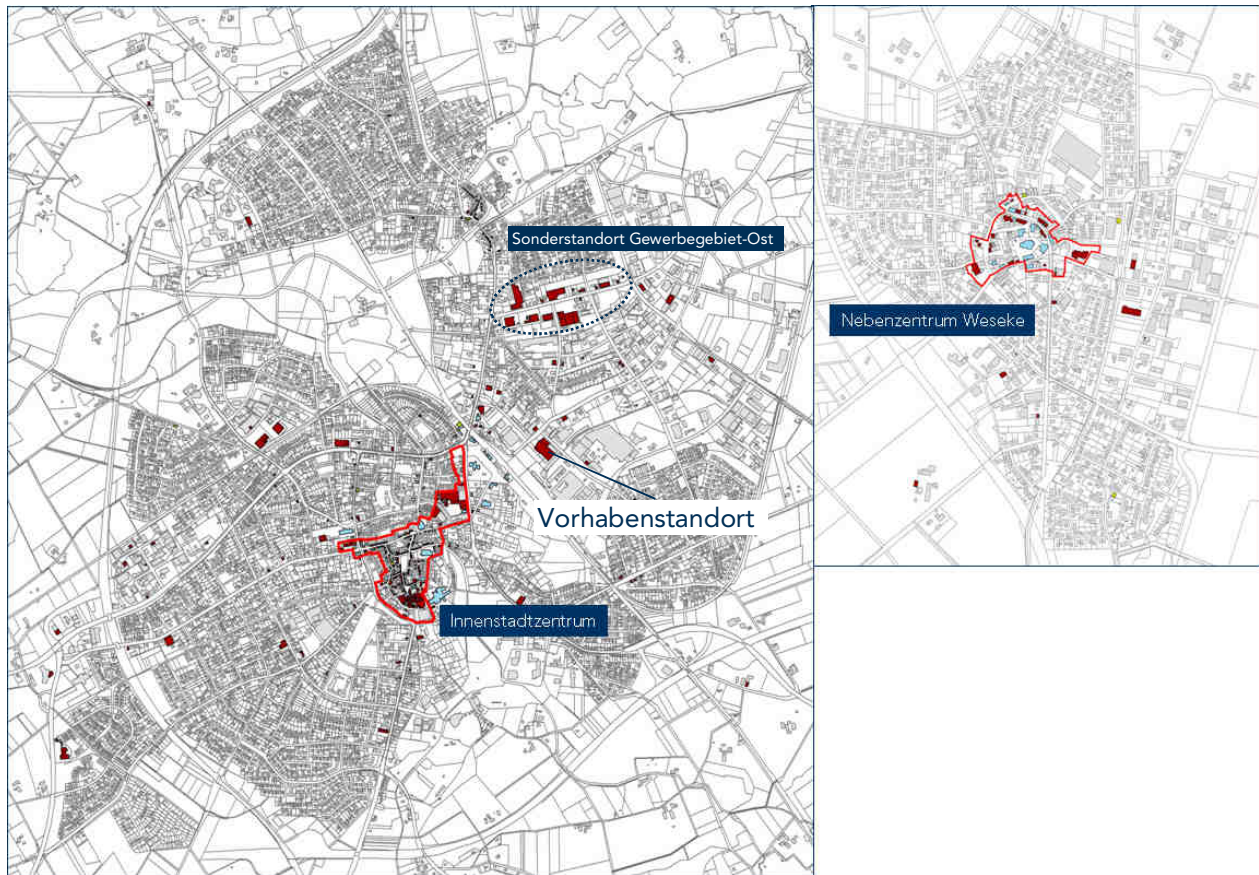 Sonderstandort Gewerbegebiet-Ost
Vorhabenstandort
Innenstadtzentrum
Nebenzentrum Weseke